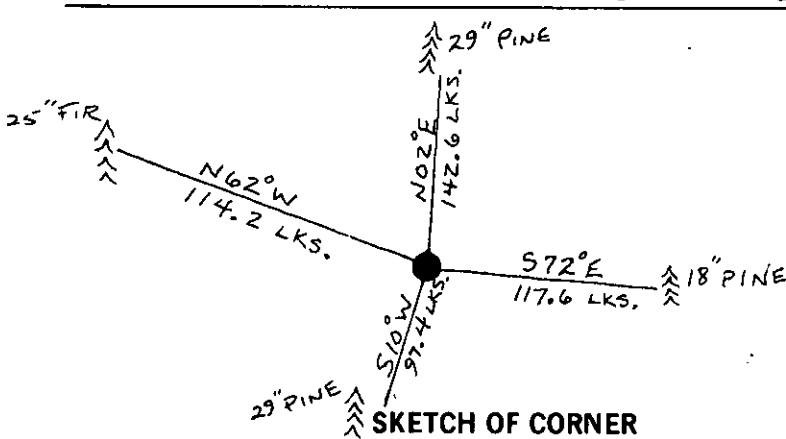 29" PINE
25" FIR
N02°E
142.6 LKS.
N62°W
114.2 LKS.
S72°E
117.6 LKS.
18" PINE
S10°W
97.4 LKS.
29" PINE
SKETCH OF CORNER